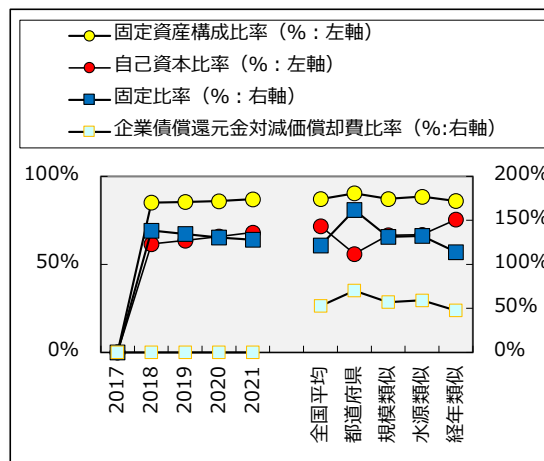 固定資産構成比率（%：左軸）
自己資本比率（%：左軸）
固定比率（%：右軸）
企業債償還元金対減価償却費比率（%:右軸）
100%
50%
0%
200%
150%
100%
50%
0%
2017
2018
2019
2020
2021
全国平均
都道府県
規模類似
水源類似
経年類似